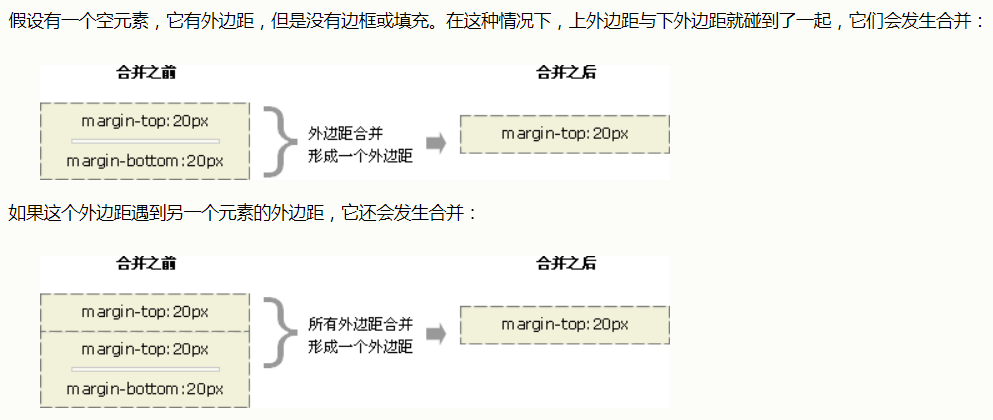 假设有一个空元素，它有外边距，但是没有边框或填充。在这种情况下，上外边距与下外边距就碰到了一起，它们会发生合并：
合并之前
合并之后
margin-top:20px
margin-bottom:20px
外边距合并
形成一个外边距
margin-top:20px
如果这个外边距遇到另一个元素的外边距，它还会发生合并：
合并之前
合并之后
margin-top:20px
margin-top:20px
margin-bottom:20px
所有外边距合并
形成一个外边距
margin-top:20px